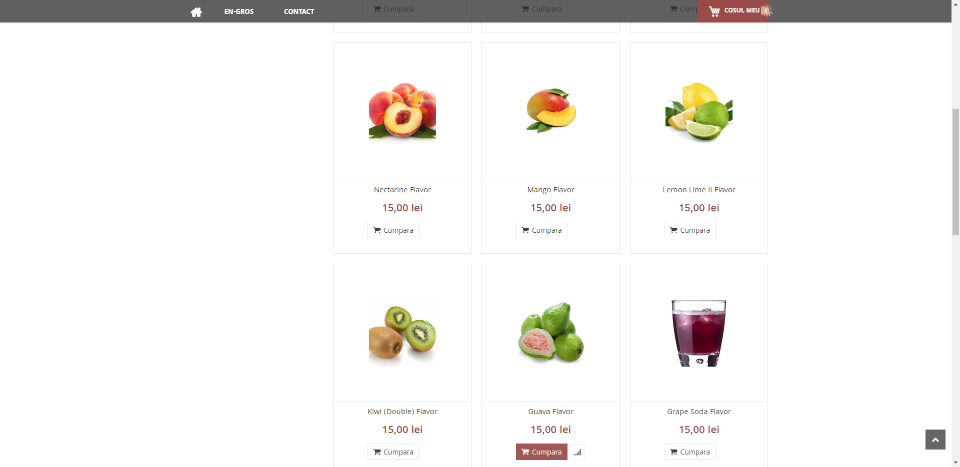 EN-GROS CONTACT COSUL MEU
Cumpara Cumpara Cump
Nectarine Flavor Mango Flavor Lemon Lime II Flavor
15,00 lei 15,00 lei 15,00 lei
Cumpara Cumpara Cumpara
Kiwi (Double) Flavor Guava Flavor Grape Soda Flavor
15,00 lei 15,00 lei 15,00 lei
Cumpara Cumpara Cumpara